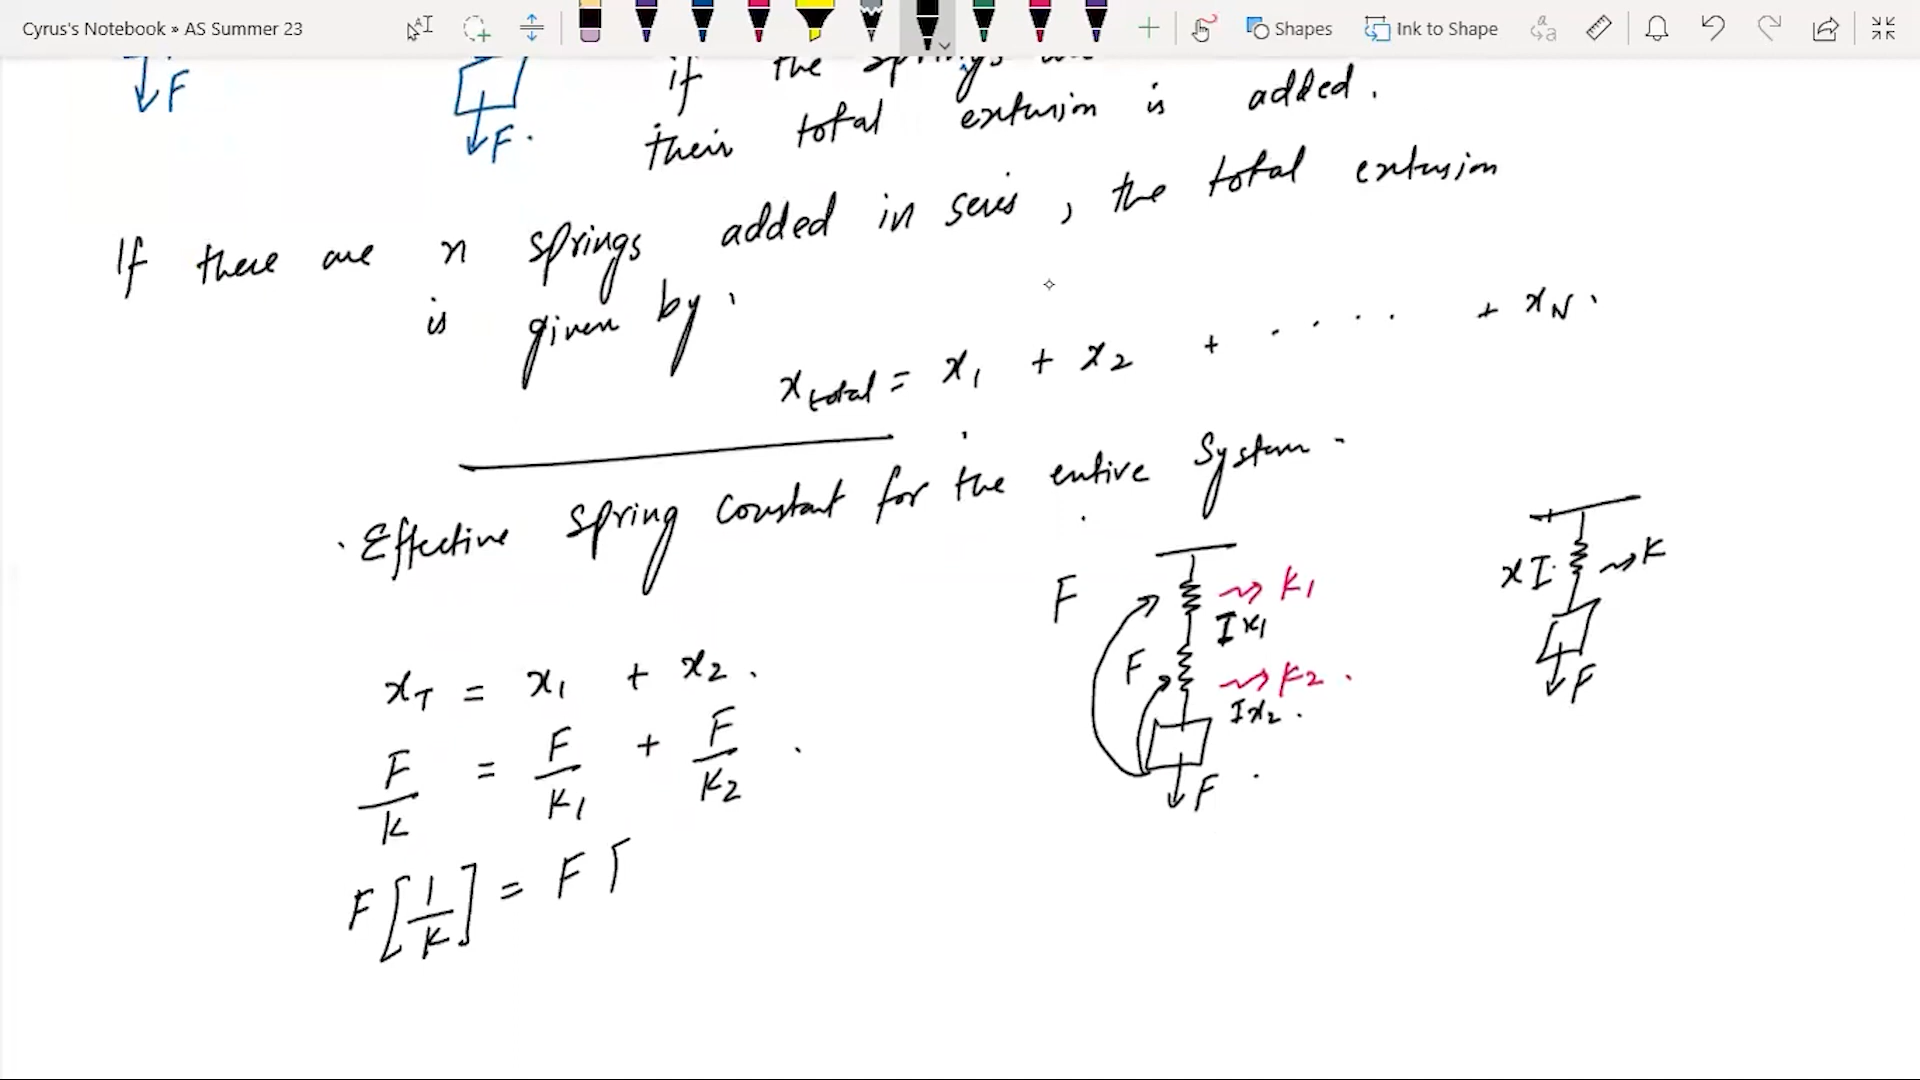 Cyrus's Notebook » AS Summer 23
Shapes
Ink to Shape
F
F.
if the springs
their total extension is added.
If there are n springs added in series, the total extension
is given by.
x total = x1 + x2 + ..... + xN.
. Effective spring constant for the entire System.
xT = x1 + x2.
F/K = F/K1 + F/K2
F[1/K] = F [
F
K1
x1
F
K2.
x2.
F
x
K
F